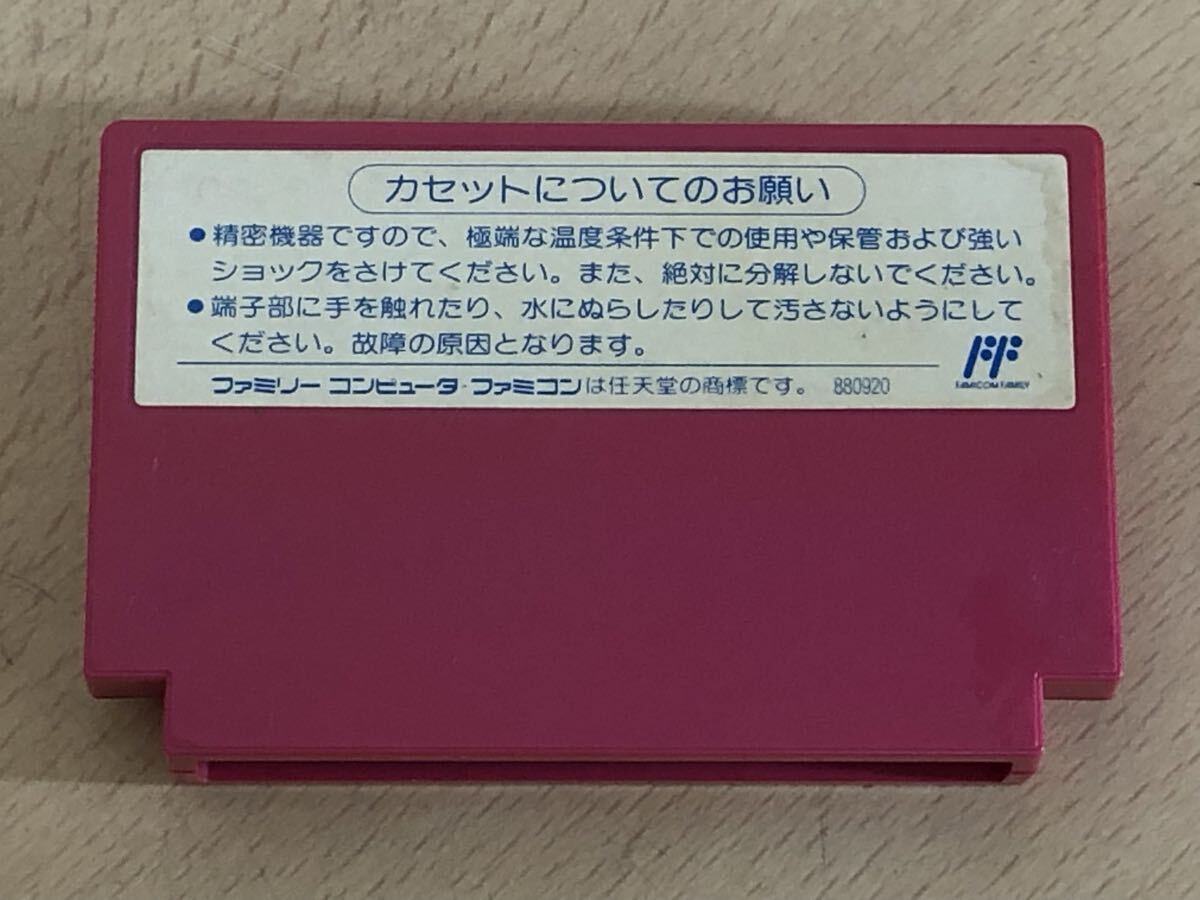 カセットについてのお願い
●精密機器ですので、極端な温度条件下での使用や保管および強い
ショックをさけてください。また、絶対に分解しないでください。
●端子部に手を触れたり、水にぬらしたりして汚さないようにして
ください。故障の原因となります。
FF
FAMICOM FAMILY
ファミリー コンピュータ・ファミコンは任天堂の商標です。 880920